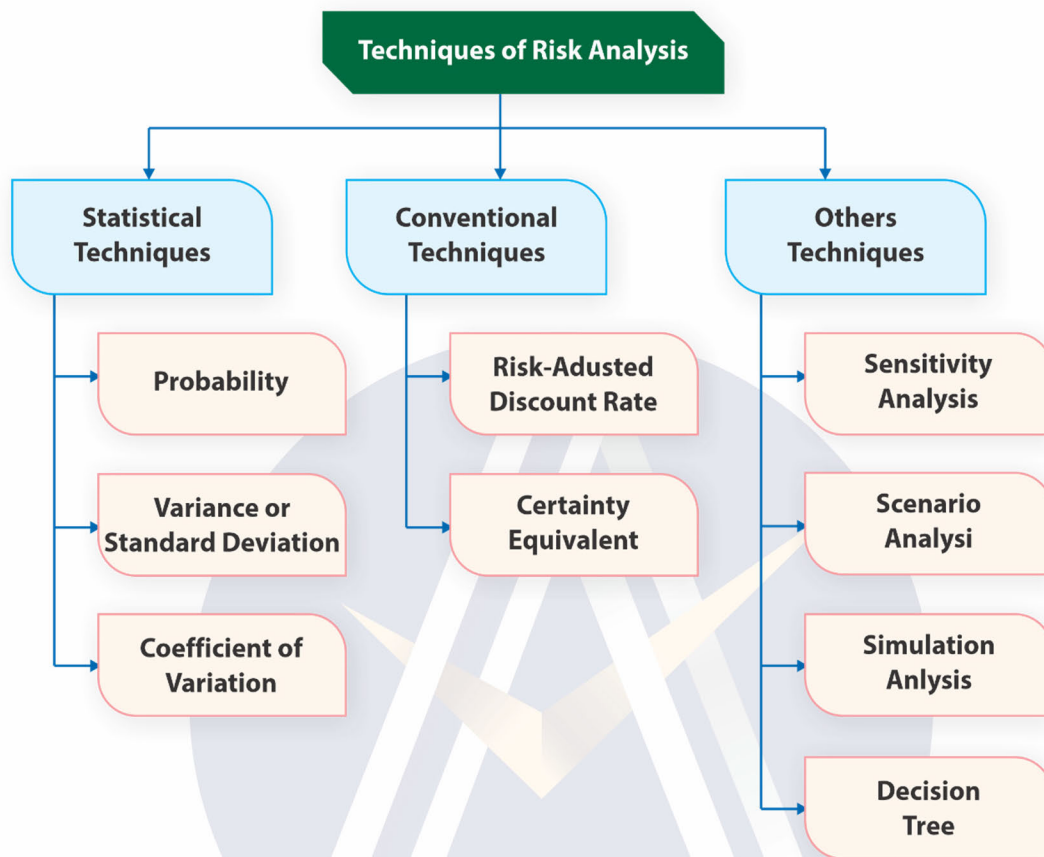 Techniques of Risk Analysis
Statistical
Techniques
Conventional
Techniques
Others
Techniques
Probability
Variance or
Standard Deviation
Coefficient of
Variation
Risk-Adusted
Discount Rate
Certainty
Equivalent
Sensitivity
Analysis
Scenario
Analysi
Simulation
Anlysis
Decision
Tree